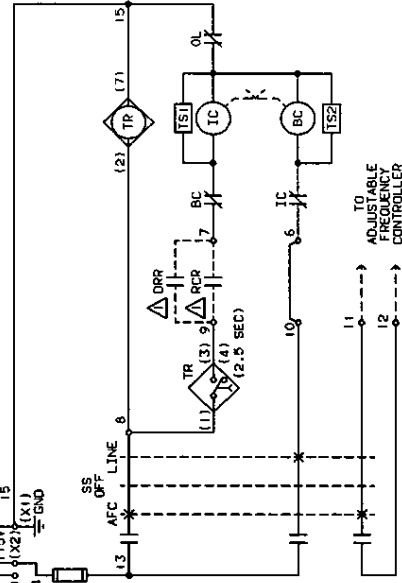 15
15
(7)
TR
(2)
OL
TS1
IC
BC
TS2
BC
IC
7
6
DRR
RCR
TO
ADJUSTABLE
FREQUENCY
CONTROLLER
9
10
11
12
TR
(3)
(4)
(2.5 SEC)
(1)
8
SS
AFC OFF LINE
13
(X1)
(X2)
GND